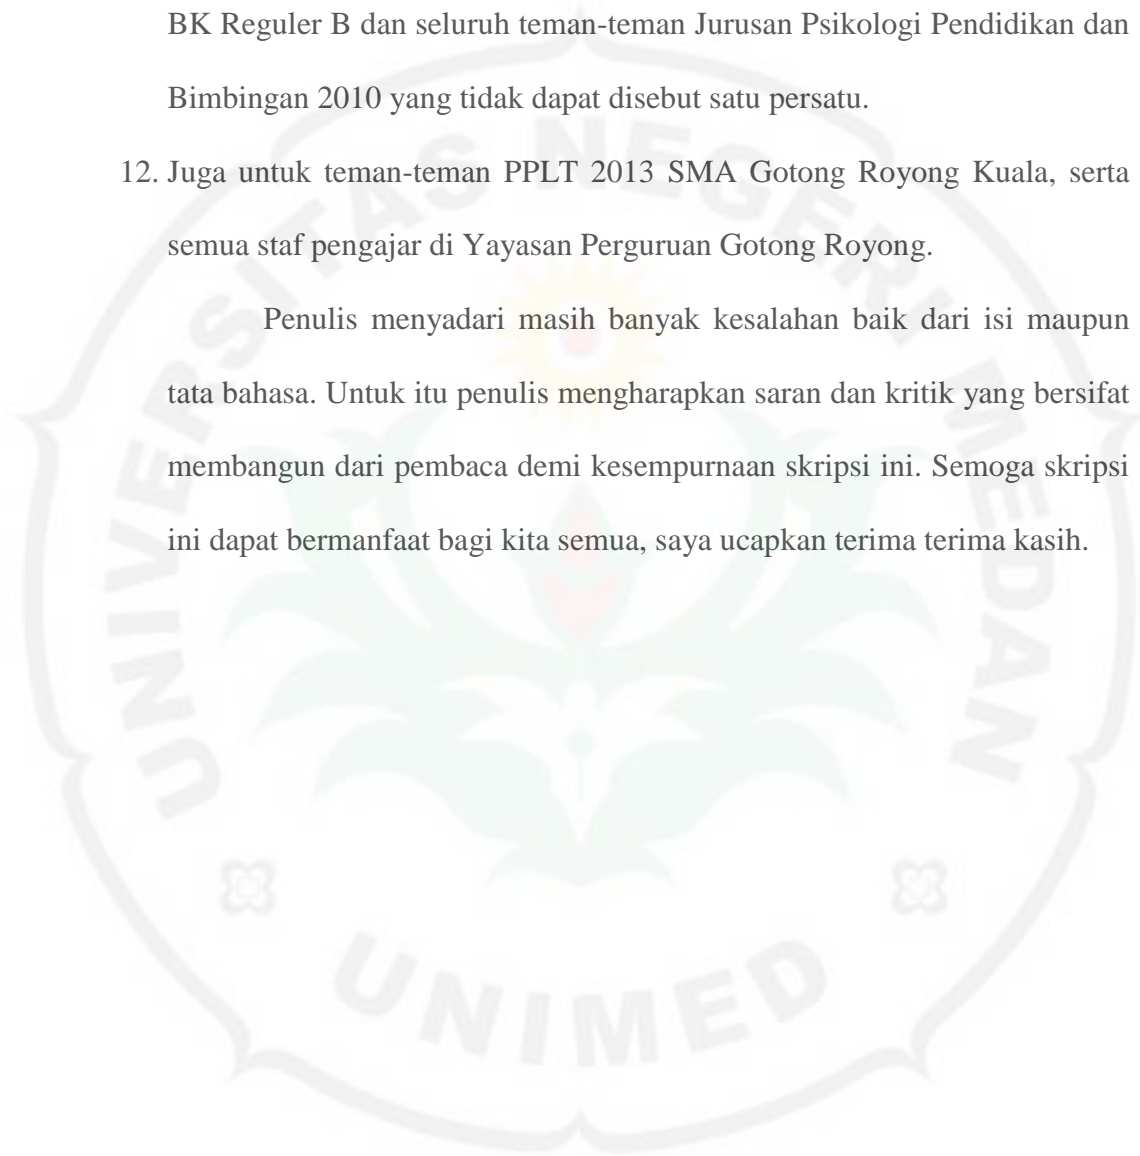 BK Reguler B dan seluruh teman-teman Jurusan Psikologi Pendidikan dan
Bimbingan 2010 yang tidak dapat disebut satu persatu.
12. Juga untuk teman-teman PPLT 2013 SMA Gotong Royong Kuala, serta
semua staf pengajar di Yayasan Perguruan Gotong Royong.
Penulis menyadari masih banyak kesalahan baik dari isi maupun
tata bahasa. Untuk itu penulis mengharapkan saran dan kritik yang bersifat
membangun dari pembaca demi kesempurnaan skripsi ini. Semoga skripsi
ini dapat bermanfaat bagi kita semua, saya ucapkan terima terima kasih.
UNIVERSITAS NEGERI MEDAN
UNIMED